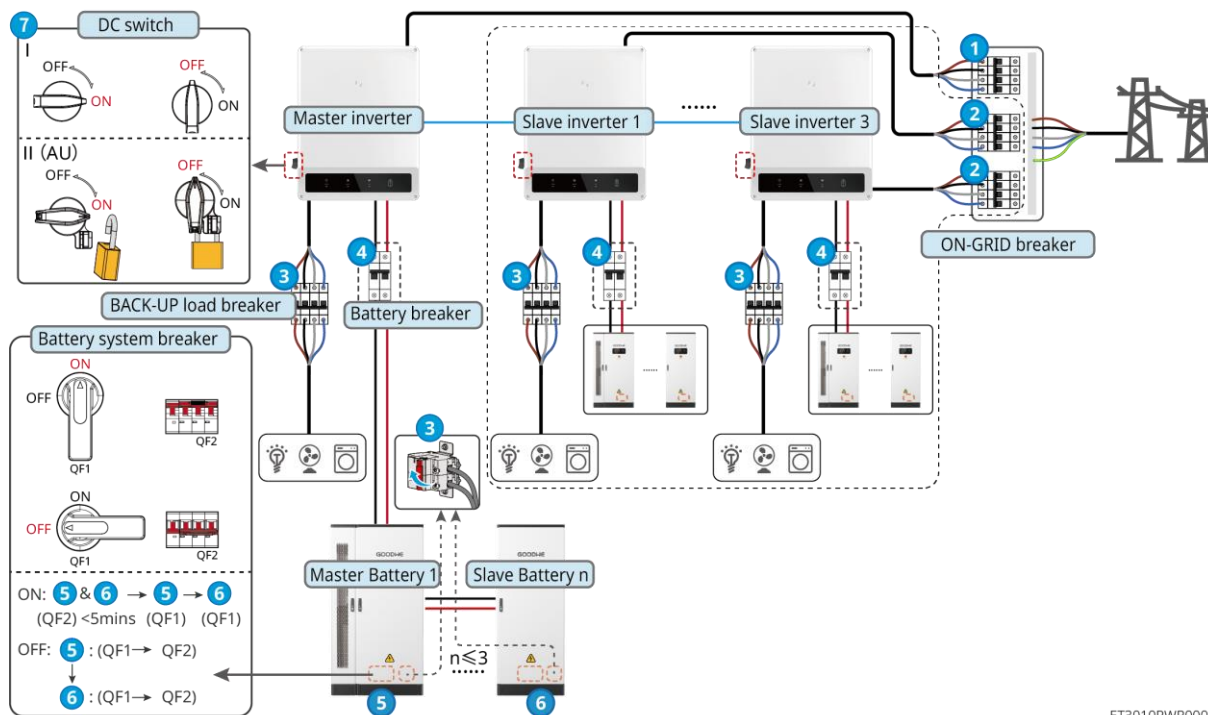 7 DC switch
I
OFF ON
OFF ON
II (AU)
OFF ON
OFF ON
Master inverter
Slave inverter 1
......
Slave inverter 3
1
2
2
ON-GRID breaker
3
BACK-UP load breaker
4
Battery breaker
3
4
3
4
GOODWE
......
GOODWE
......
Battery system breaker
ON
OFF
QF1
QF2
ON
OFF
QF1
QF2
ON: 5 & 6 → 5 → 6
(QF2) <5mins (QF1) (QF1)
OFF: 5 : (QF1→ QF2)
↓
6 : (QF1→ QF2)
3
GOODWE
Master Battery 1
GOODWE
Slave Battery n
n≤3
......
5
6